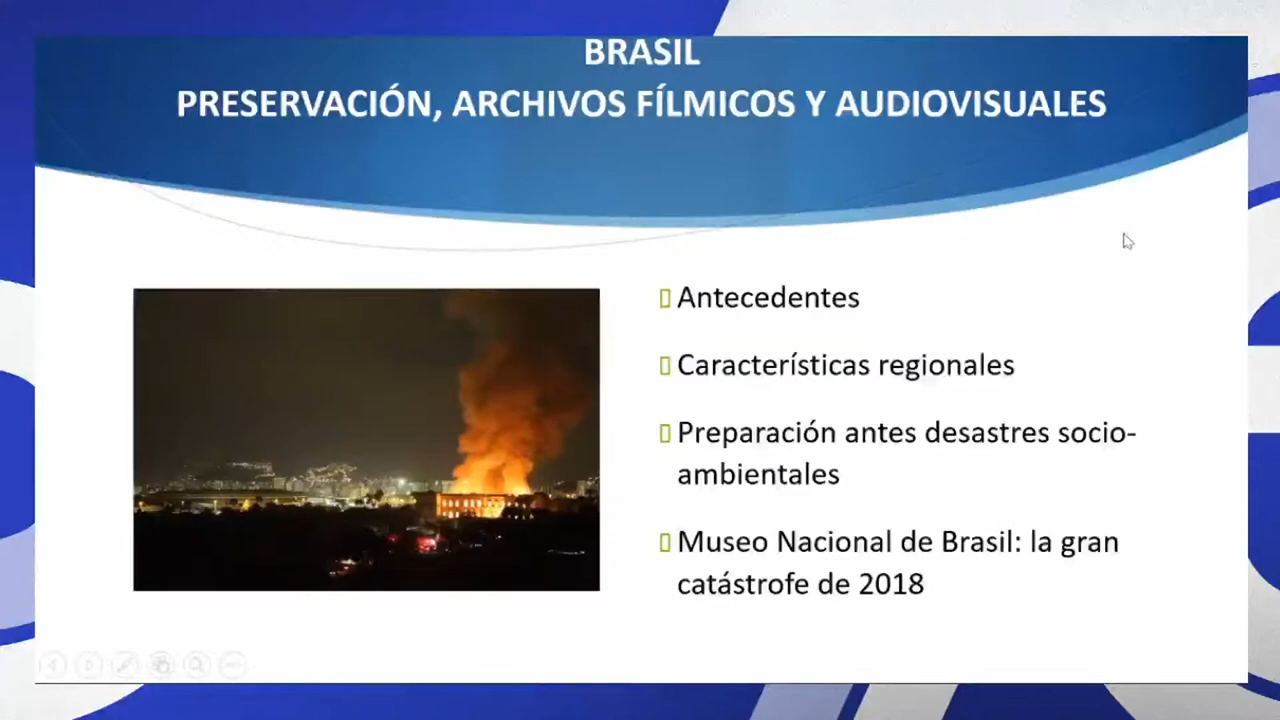 BRASIL
PRESERVACIÓN, ARCHIVOS FÍLMICOS Y AUDIOVISUALES
Antecedentes
Características regionales
Preparación antes desastres socio-
ambientales
Museo Nacional de Brasil: la gran
catástrofe de 2018